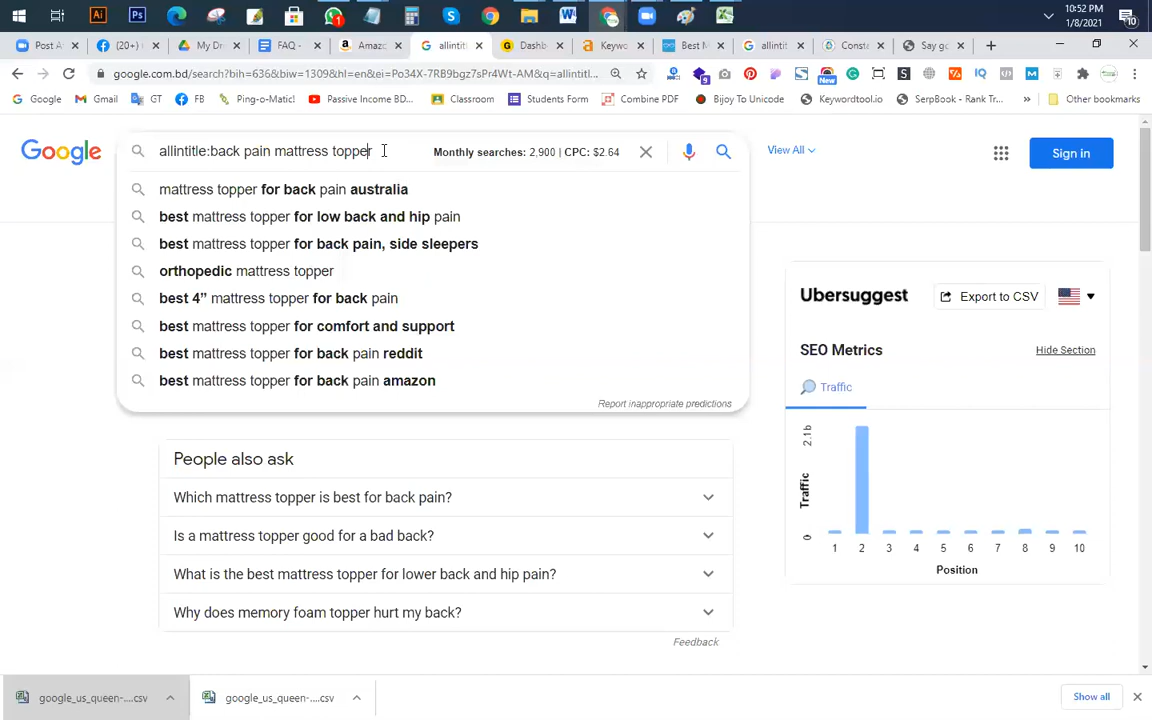 10:52 PM
1/8/2021
10
Post A
(20+)
My Dr
FAQ -
Amaz
allintitl
Dashb
Keywo
Best M
allintit
Consta
Say go
google.com.bd/search?bih=636&biw=1309&hl=en&ei=Po34X-7RB9bgz7sPr4Wt-AM&q=allintitl...
Google
Gmail
GT
FB
Ping-o-Matic!
Passive Income BD...
Classroom
Students Form
Combine PDF
Bijoy To Unicode
Keywordtool.io
SerpBook - Rank Tr...
»
Other bookmarks
Google
allintitle:back pain mattress topper
Monthly searches: 2,900 | CPC: $2.64
View All
Sign in
mattress topper for back pain australia
best mattress topper for low back and hip pain
best mattress topper for back pain, side sleepers
orthopedic mattress topper
best 4” mattress topper for back pain
best mattress topper for comfort and support
best mattress topper for back pain reddit
best mattress topper for back pain amazon
Report inappropriate predictions
People also ask
Which mattress topper is best for back pain?
Is a mattress topper good for a bad back?
What is the best mattress topper for lower back and hip pain?
Why does memory foam topper hurt my back?
Feedback
Ubersuggest
Export to CSV
SEO Metrics
Hide Section
Traffic
2.1b
Traffic
0
1 2 3 4 5 6 7 8 9 10
Position
google_us_queen-....csv
google_us_queen-....csv
Show all